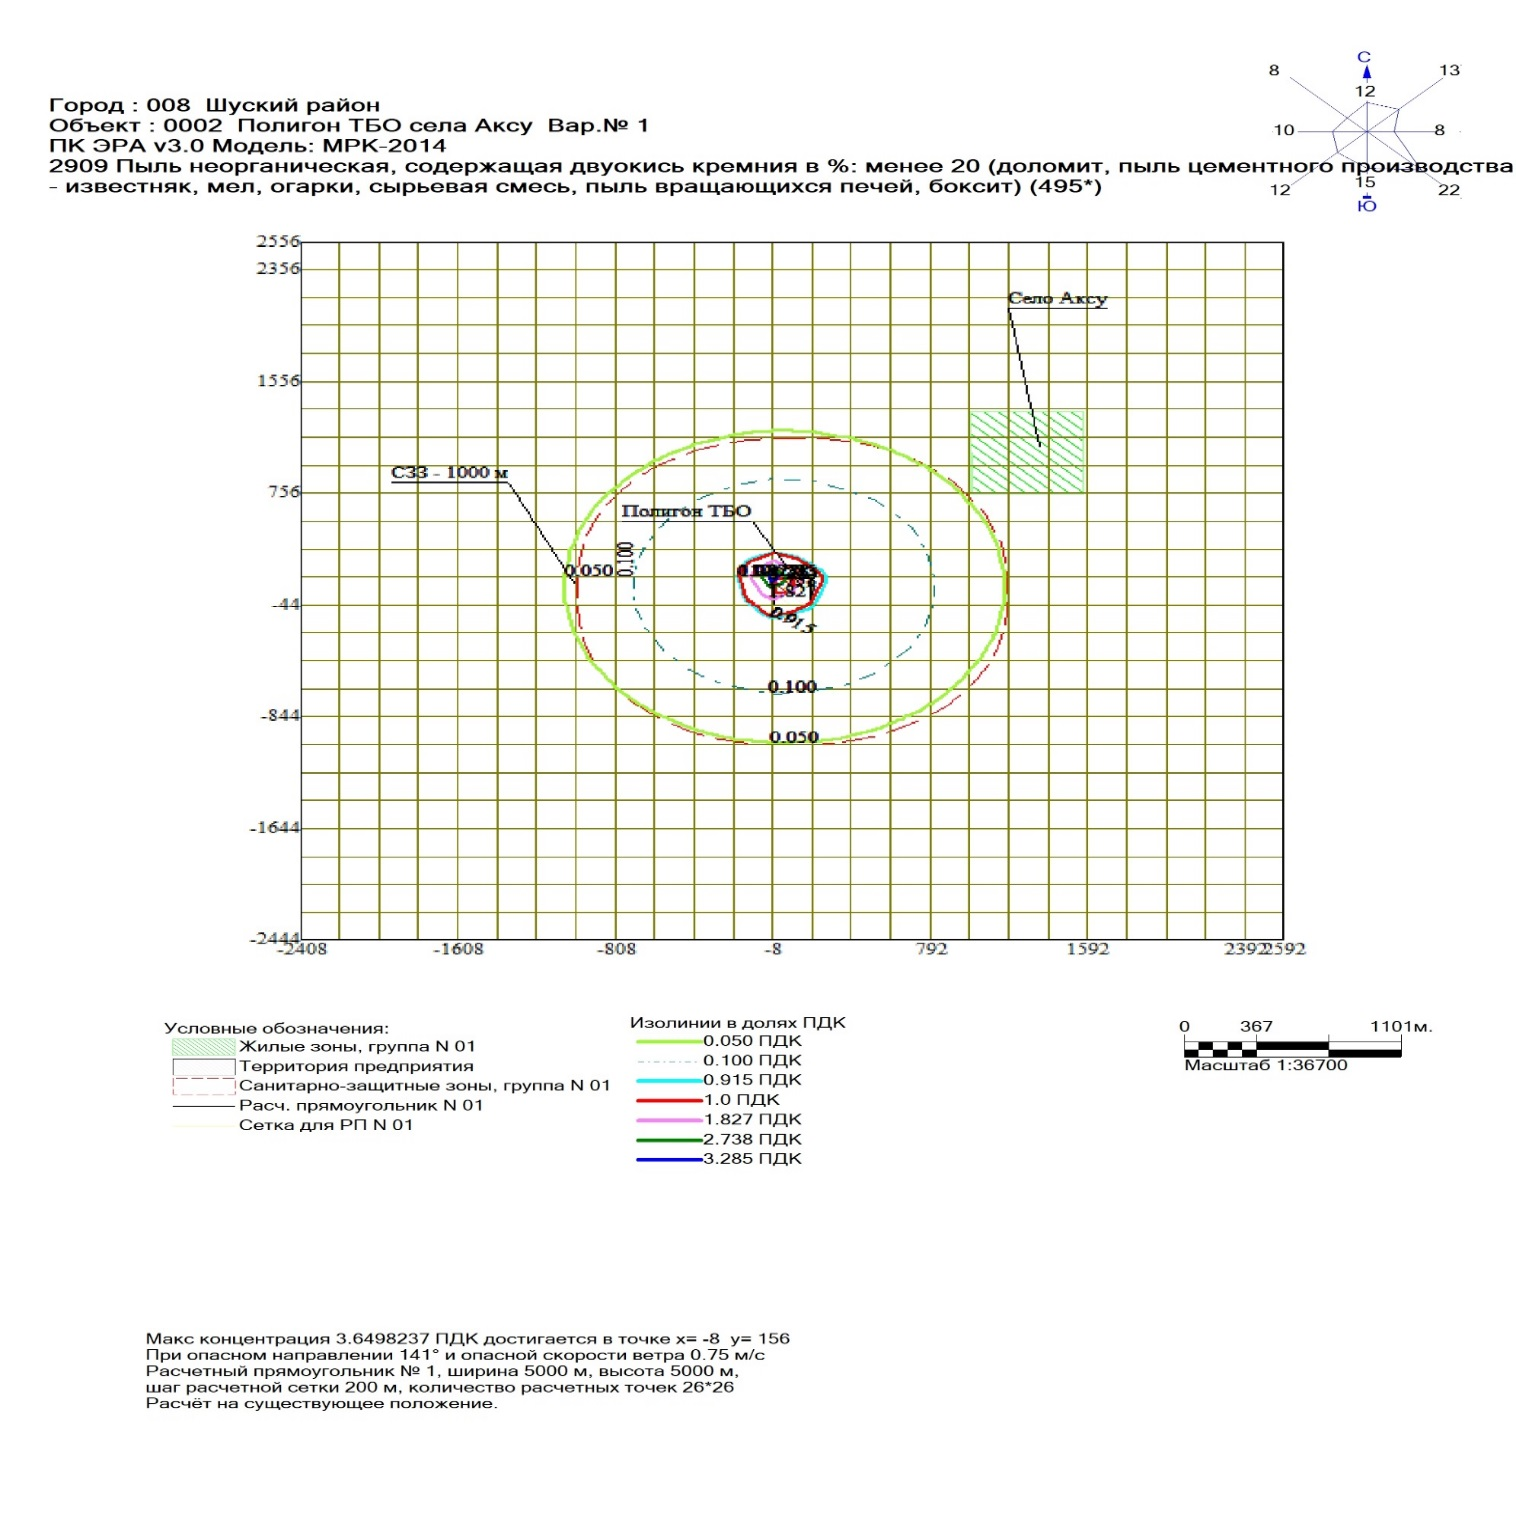 Город : 008 Шуский район
Объект : 0002 Полигон ТБО села Аксу Вар.№ 1
ПК ЭРА v3.0 Модель: МРК-2014
2909 Пыль неорганическая, содержащая двуокись кремния в %: менее 20 (доломит, пыль цементного производства
- известняк, мел, огарки, сырьевая смесь, пыль вращающихся печей, боксит) (495*)
С
8
13
12
10
8
12
15
22
Ю
2556
2356
1556
756
-44
-844
-1644
-2444
Село Аксу
СЗЗ - 1000 м
Полигон ТБО
0.100
0.050
0.100
0.050
-2408
-1608
-808
-8
792
1592
2392
2592
Условные обозначения:
Жилые зоны, группа N 01
Территория предприятия
Санитарно-защитные зоны, группа N 01
Расч. прямоугольник N 01
Сетка для РП N 01
Изолинии в долях ПДК
0.050 ПДК
0.100 ПДК
0.915 ПДК
1.0 ПДК
1.827 ПДК
2.738 ПДК
3.285 ПДК
0 367 1101м.
Масштаб 1:36700
Макс концентрация 3.6498237 ПДК достигается в точке x= -8 y= 156
При опасном направлении 141° и опасной скорости ветра 0.75 м/с
Расчетный прямоугольник № 1, ширина 5000 м, высота 5000 м,
шаг расчетной сетки 200 м, количество расчетных точек 26*26
Расчёт на существующее положение.